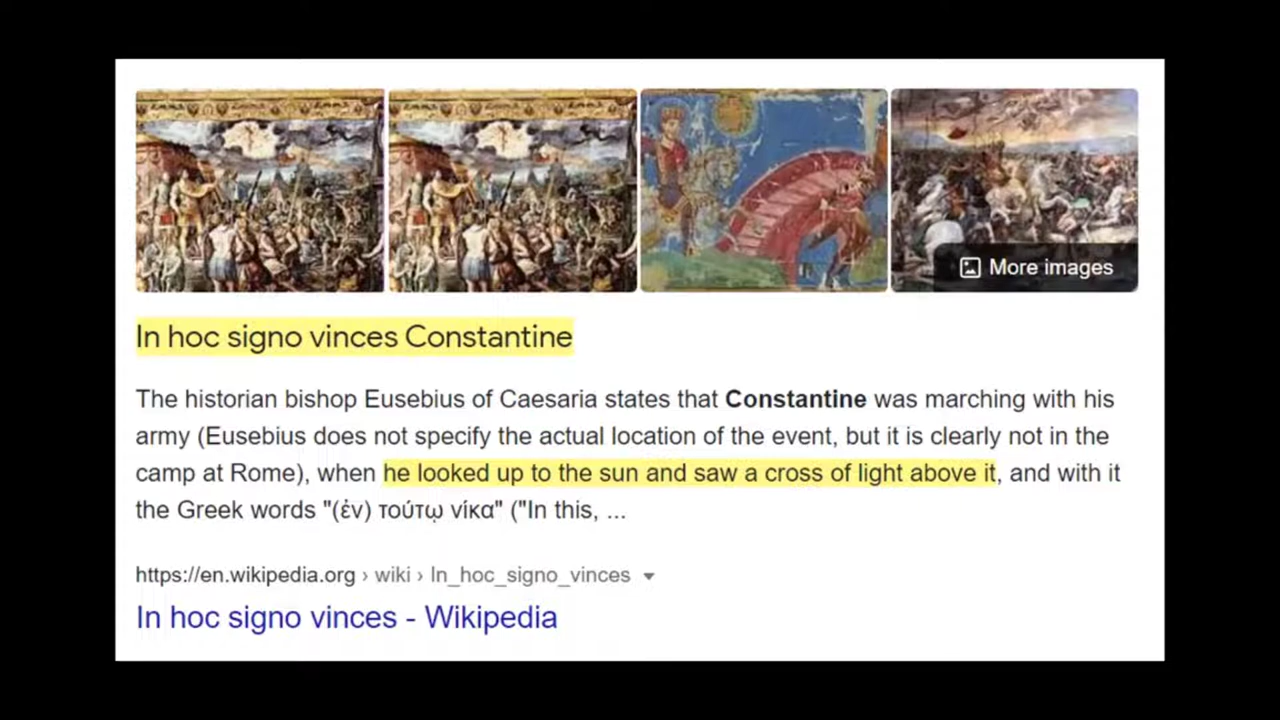 More images
In hoc signo vinces Constantine
The historian bishop Eusebius of Caesaria states that Constantine was marching with his
army (Eusebius does not specify the actual location of the event, but it is clearly not in the
camp at Rome), when he looked up to the sun and saw a cross of light above it, and with it
the Greek words "(ἐν) τούτῳ νίκα" ("In this, ...
https://en.wikipedia.org › wiki › In_hoc_signo_vinces
In hoc signo vinces - Wikipedia